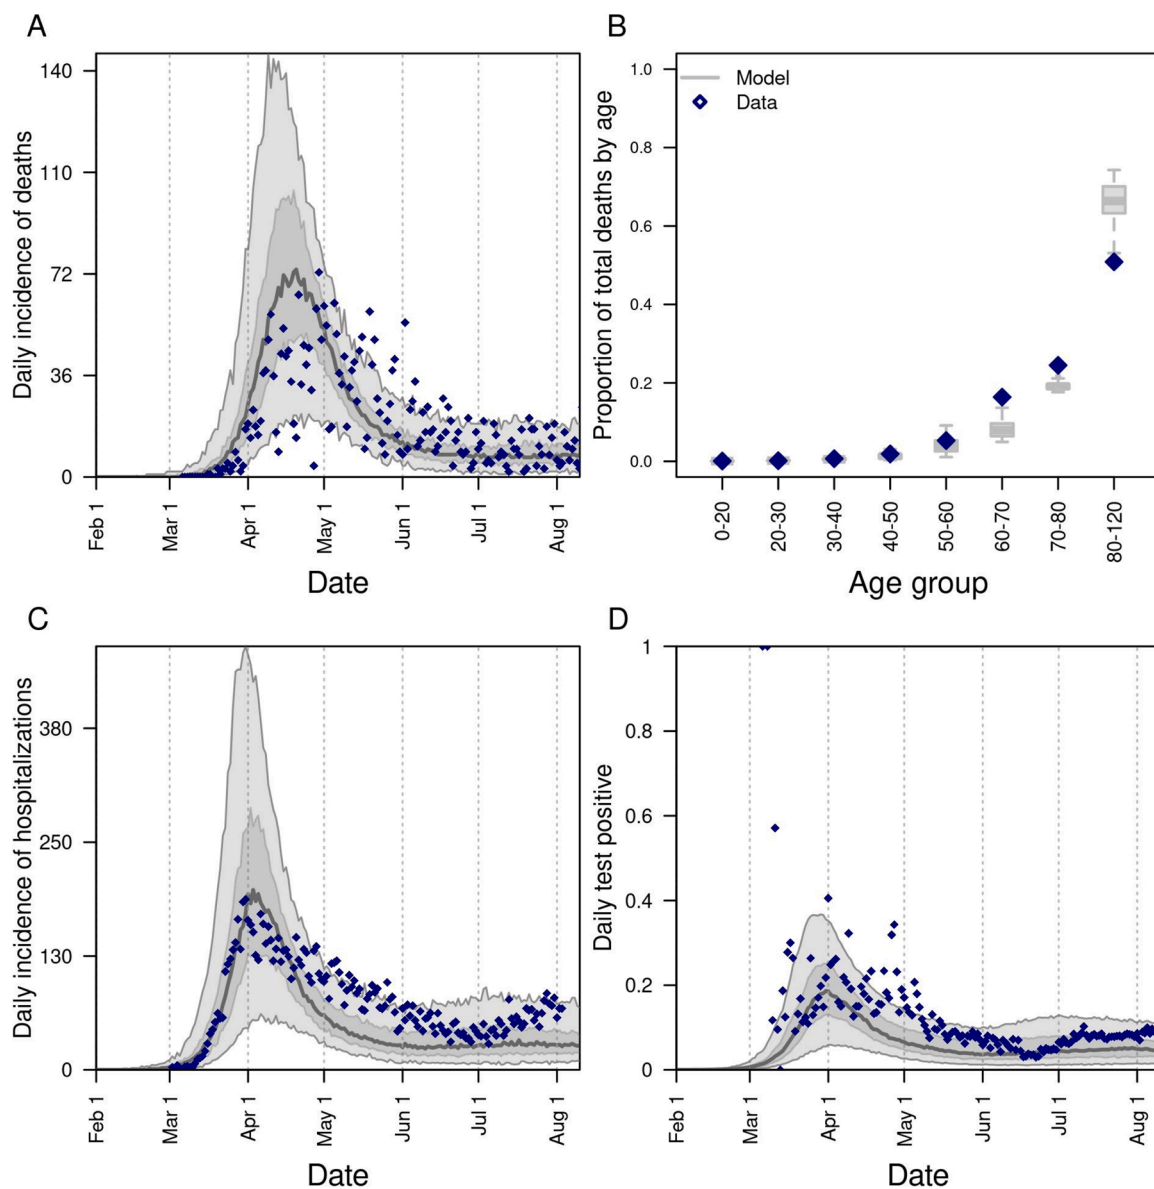 A
Daily incidence of deaths
140
110
72
36
0
Feb 1
Mar 1
Apr 1
May 1
Jun 1
Jul 1
Aug 1
Date
B
Proportion of total deaths by age
1.0
0.8
0.6
0.4
0.2
0.0
Model
Data
0-20
20-30
30-40
40-50
50-60
60-70
70-80
80-120
Age group
C
Daily incidence of hospitalizations
380
250
130
0
Feb 1
Mar 1
Apr 1
May 1
Jun 1
Jul 1
Aug 1
Date
D
Daily test positive
1
0.8
0.6
0.4
0.2
0
Feb 1
Mar 1
Apr 1
May 1
Jun 1
Jul 1
Aug 1
Date